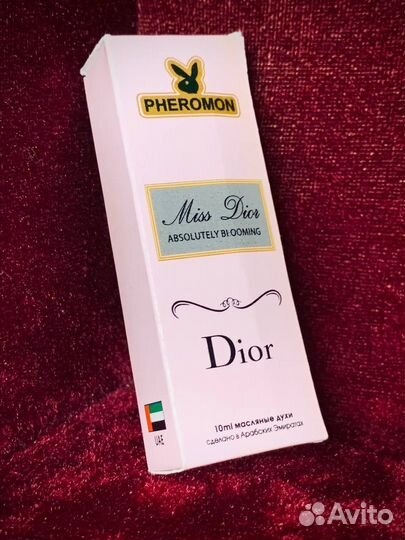 PHEROMON
Miss Dior
ABSOLUTELY BLOOMING
Dior
10ml масляные духи
сделано в Арабских Эмиратах
UAE
Avito